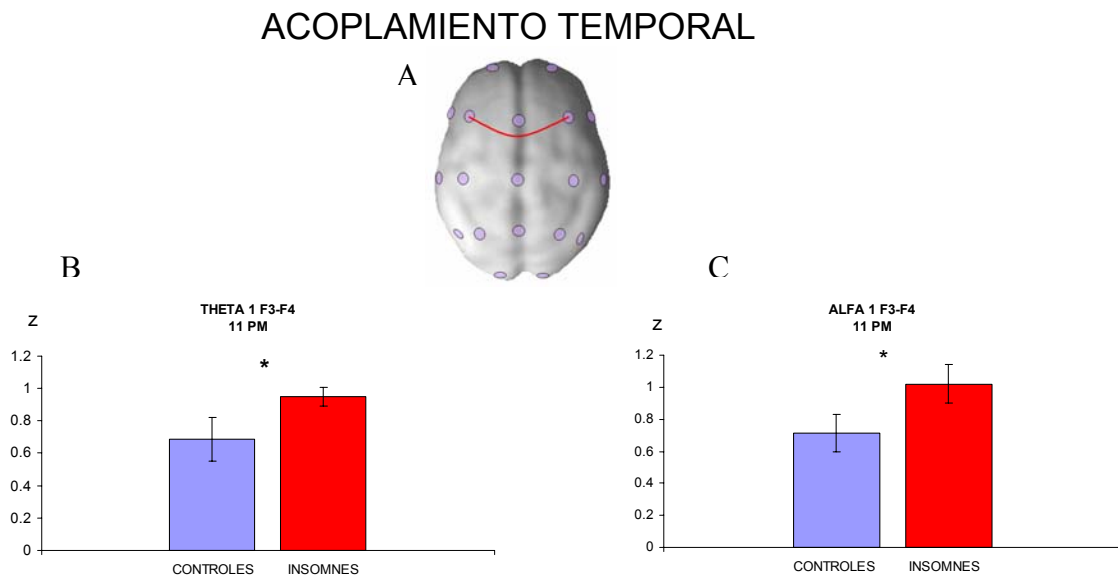 ACOPLAMIENTO TEMPORAL
A
B
THETA 1 F3-F4
11 PM
z
*
1.2
1
0.8
0.6
0.4
0.2
0
CONTROLES INSOMNES
C
ALFA 1 F3-F4
11 PM
z
*
1.2
1
0.8
0.6
0.4
0.2
0
CONTROLES INSOMNES